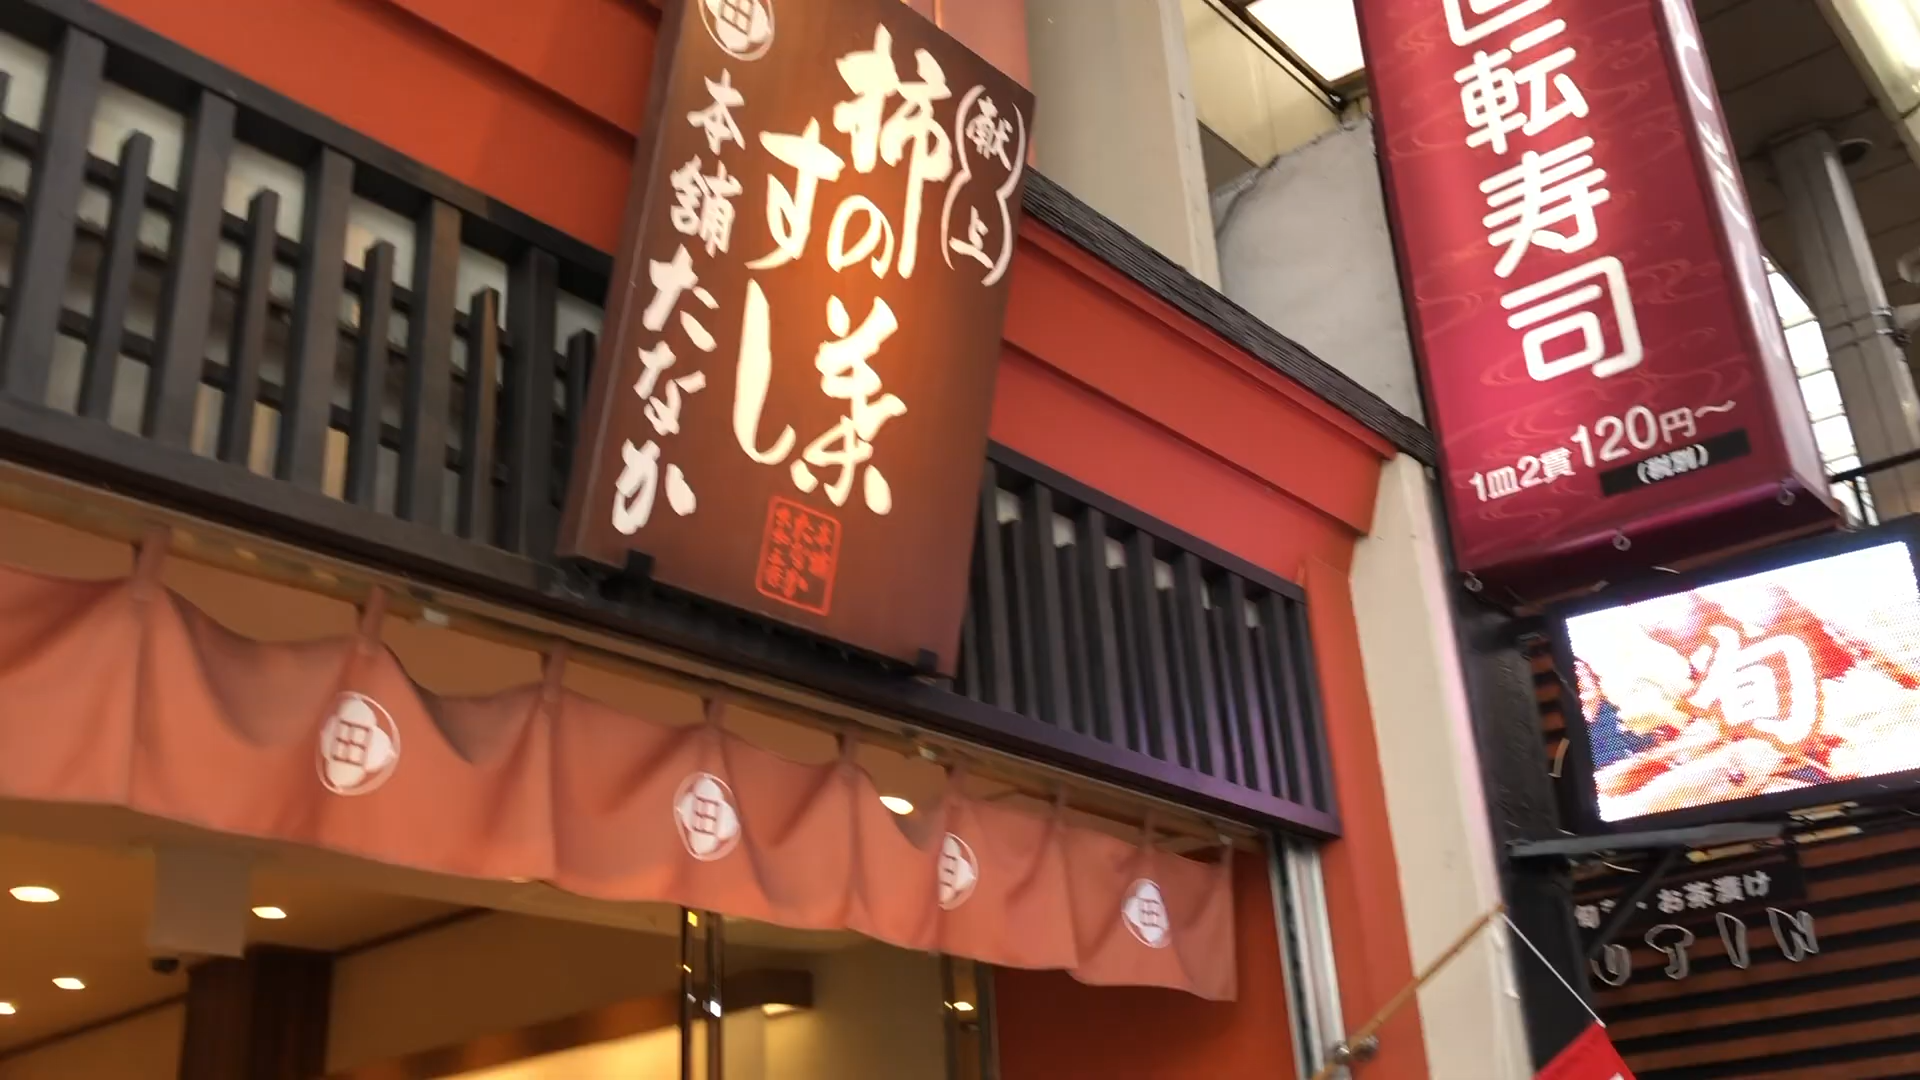 献上
柿の葉
すし
本舗たなか
回転寿司
1皿2貫120円〜
(税別)
旬
お茶漬け